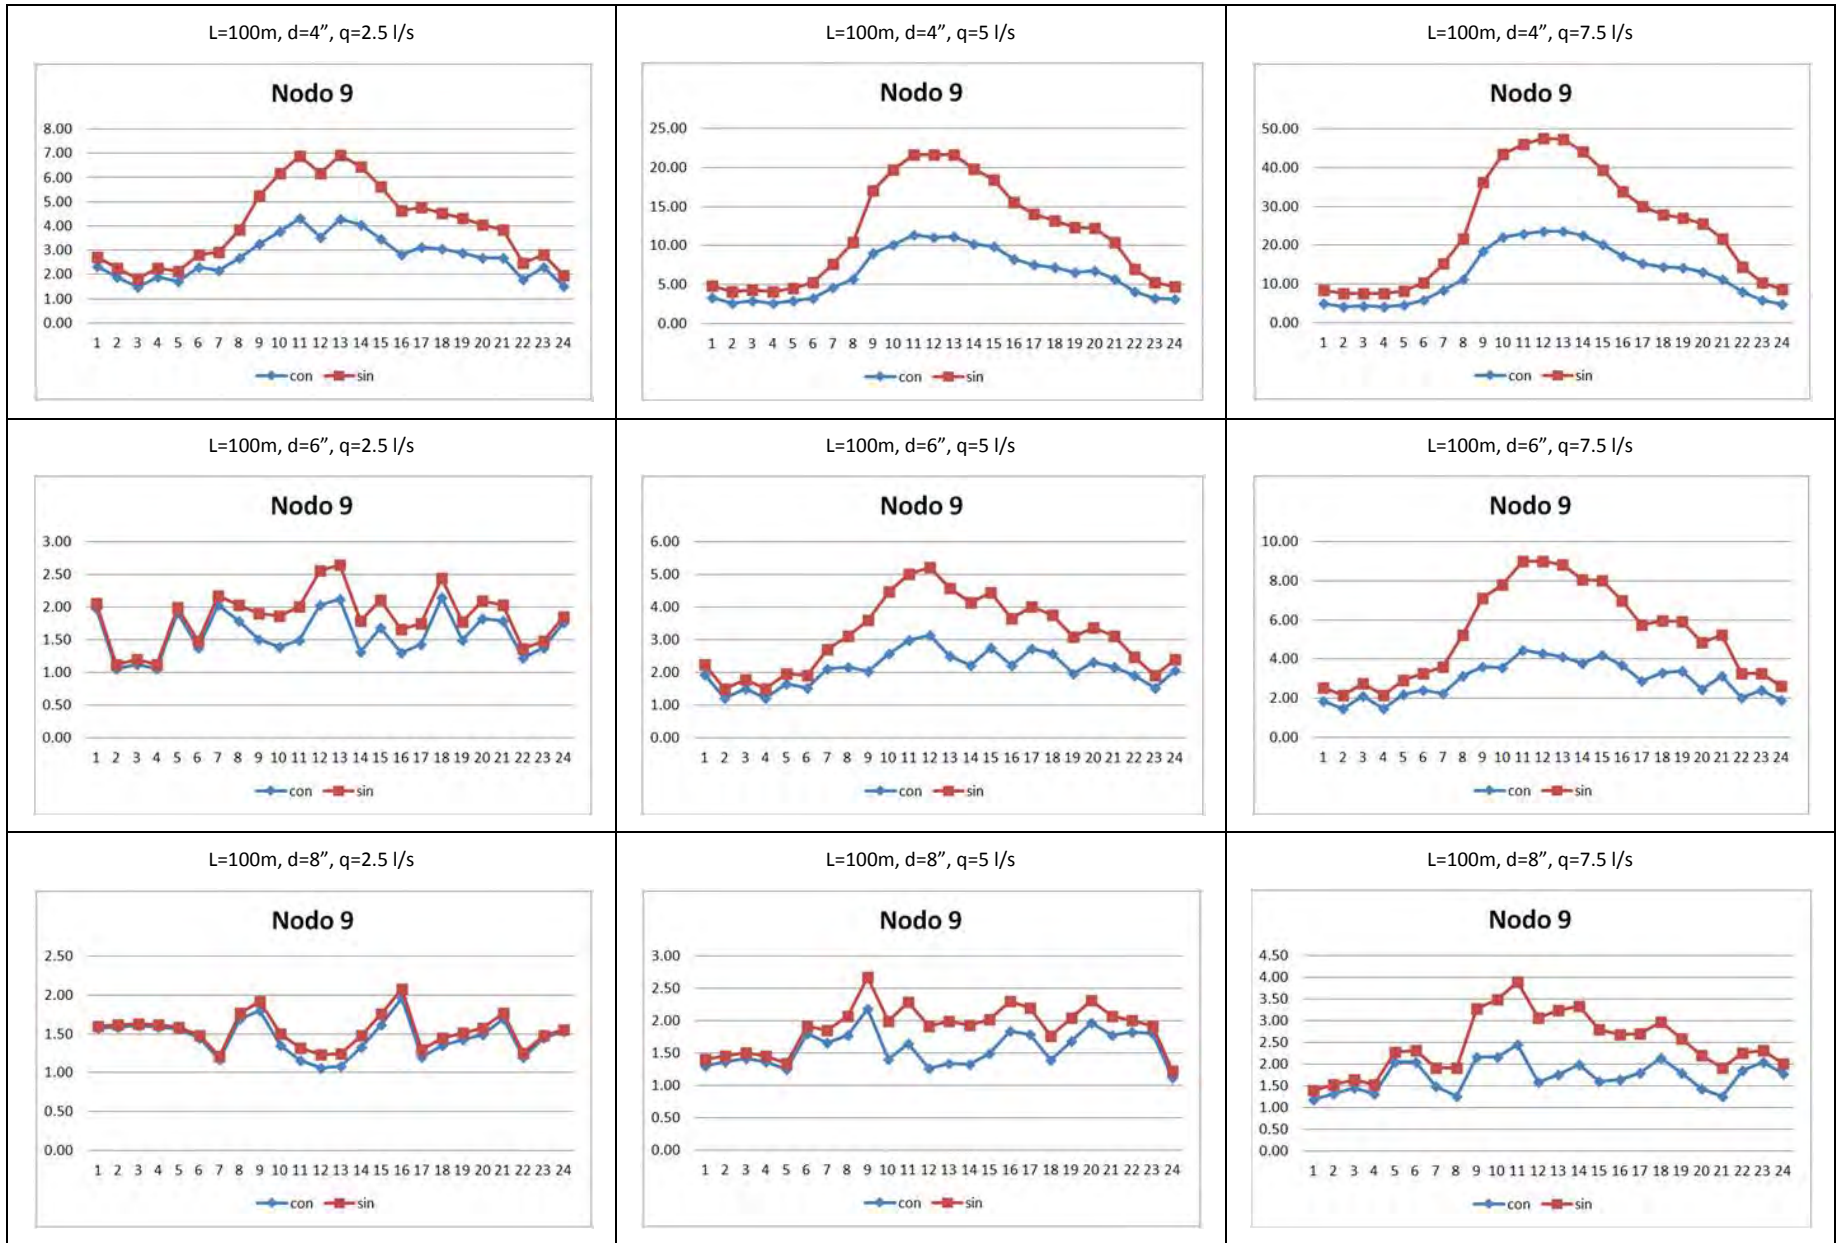 L=100m, d=4”, q=2.5 l/s
Nodo 9
8.00
7.00
6.00
5.00
4.00
3.00
2.00
1.00
0.00
1 2 3 4 5 6 7 8 9 10 11 12 13 14 15 16 17 18 19 20 21 22 23 24
con sin
L=100m, d=4”, q=5 l/s
Nodo 9
25.00
20.00
15.00
10.00
5.00
0.00
1 2 3 4 5 6 7 8 9 10 11 12 13 14 15 16 17 18 19 20 21 22 23 24
con sin
L=100m, d=4”, q=7.5 l/s
Nodo 9
50.00
40.00
30.00
20.00
10.00
0.00
1 2 3 4 5 6 7 8 9 10 11 12 13 14 15 16 17 18 19 20 21 22 23 24
con sin
L=100m, d=6”, q=2.5 l/s
Nodo 9
3.00
2.50
2.00
1.50
1.00
0.50
0.00
1 2 3 4 5 6 7 8 9 10 11 12 13 14 15 16 17 18 19 20 21 22 23 24
con sin
L=100m, d=6”, q=5 l/s
Nodo 9
6.00
5.00
4.00
3.00
2.00
1.00
0.00
1 2 3 4 5 6 7 8 9 10 11 12 13 14 15 16 17 18 19 20 21 22 23 24
con sin
L=100m, d=6”, q=7.5 l/s
Nodo 9
10.00
8.00
6.00
4.00
2.00
0.00
1 2 3 4 5 6 7 8 9 10 11 12 13 14 15 16 17 18 19 20 21 22 23 24
con sin
L=100m, d=8”, q=2.5 l/s
Nodo 9
2.50
2.00
1.50
1.00
0.50
0.00
1 2 3 4 5 6 7 8 9 10 11 12 13 14 15 16 17 18 19 20 21 22 23 24
con sin
L=100m, d=8”, q=5 l/s
Nodo 9
3.00
2.50
2.00
1.50
1.00
0.50
0.00
1 2 3 4 5 6 7 8 9 10 11 12 13 14 15 16 17 18 19 20 21 22 23 24
con sin
L=100m, d=8”, q=7.5 l/s
Nodo 9
4.50
4.00
3.50
3.00
2.50
2.00
1.50
1.00
0.50
0.00
1 2 3 4 5 6 7 8 9 10 11 12 13 14 15 16 17 18 19 20 21 22 23 24
con sin